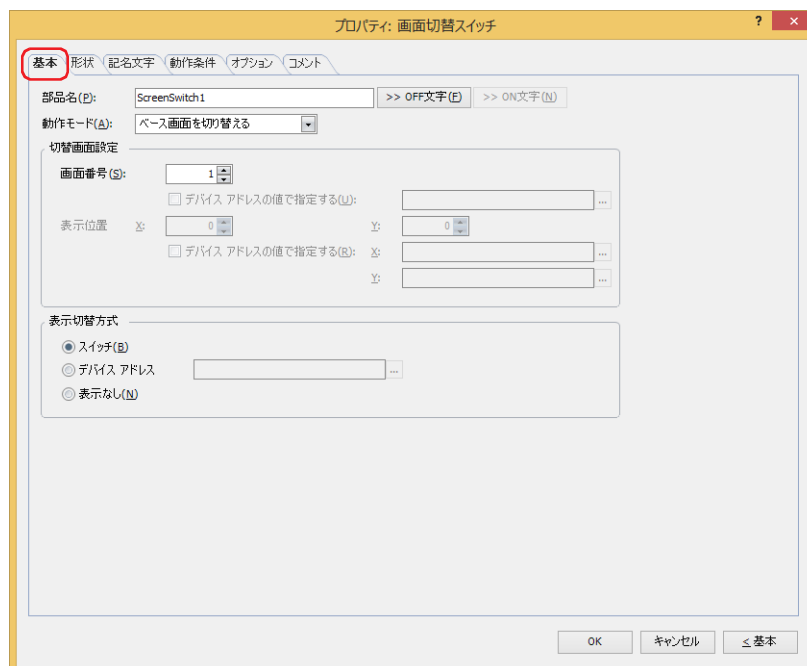 プロパティ: 画面切替スイッチ ? ×
基本 形状 記名文字 動作条件 オプション コメント
部品名(P): ScreenSwitch1 >> OFF文字(F) >> ON文字(N)
動作モード(A): ベース画面を切り替える
切替画面設定
画面番号(S): 1
デバイス アドレスの値で指定する(U): ...
表示位置 X: 0 Y: 0
デバイス アドレスの値で指定する(R): X: ...
Y: ...
表示切替方式
スイッチ(B)
デバイス アドレス ...
表示なし(N)
OK キャンセル < 基本